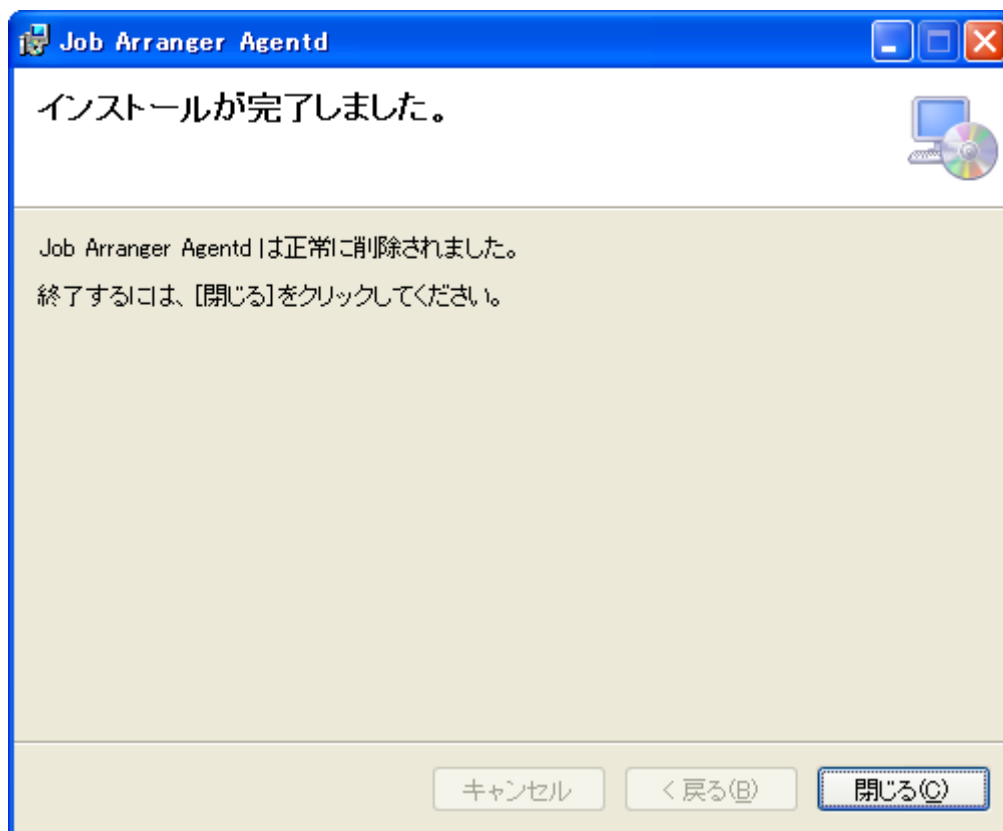 Job Arranger Agentd
インストールが完了しました。
Job Arranger Agentd は正常に削除されました。
終了するには、[閉じる]をクリックしてください。
キャンセル
< 戻る(B)
閉じる(C)